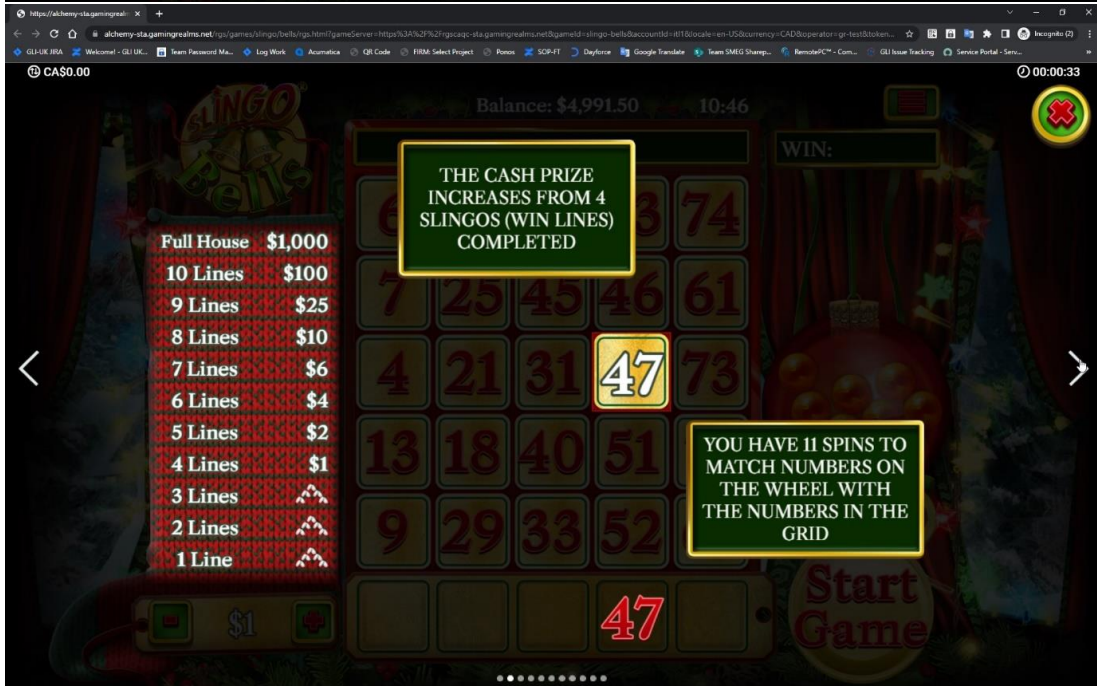 https://alchemy-sta.gamingrealm
alchemy-sta.gamingrealms.net/rgs/games/slingo/bells/rgs.html?gameServer=https%3A%2F%2Frgscaqc-sta.gamingrealms.net&gameId=slingo-bells&accountId=itl1&locale=en-US&currency=CAD&operator=gr-test&token...
Incognito (2)
GLI-UK JIRA Welcome! - GLI UK... Team Password Ma... Log Work Acumatica QR Code FIRM: Select Project Ponos SOP-FT Dayforce Google Translate Team SMEG Sharep... RemotePC™ - Com... GLI Issue Tracking Service Portal - Serv... »
CA$0.00
00:00:33
SLINGO
Bells
Balance: $4,991.50 10:46
WIN:
THE CASH PRIZE
INCREASES FROM 4
SLINGOS (WIN LINES)
COMPLETED
Full House $1,000
10 Lines $100
9 Lines $25
8 Lines $10
7 Lines $6
6 Lines $4
5 Lines $2
4 Lines $1
3 Lines
2 Lines
1 Line
74
7 25 45 46 61
4 21 31 47 73
13 18 40 51
9 29 33 52
YOU HAVE 11 SPINS TO
MATCH NUMBERS ON
THE WHEEL WITH
THE NUMBERS IN THE
GRID
- $1 +
47
Start
Game